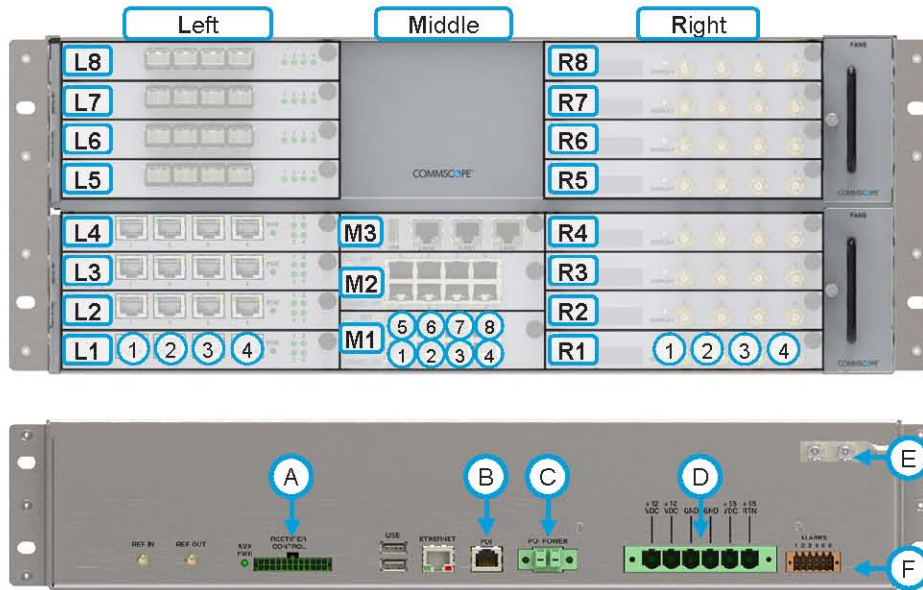 Left Middle Right
L8 R8 FANS
L7 R7
L6 R6
L5 COMMSCOPE R5
COMMSCOPE
L4 M3 R4 FANS
L3 M2 R3
L2 R2
L1 1 2 3 4 M1 5 6 7 8
1 2 3 4 R1 1 2 3 4
COMMSCOPE
A B C D E
REF IN REF OUT AUX PWR RECTIFIER CONTROL USB ETHERNET POE POWER
+12 VDC +12 VDC GND GND +55 VDC +55 RTN
ALARMS
1 2 3 4 5 6
F